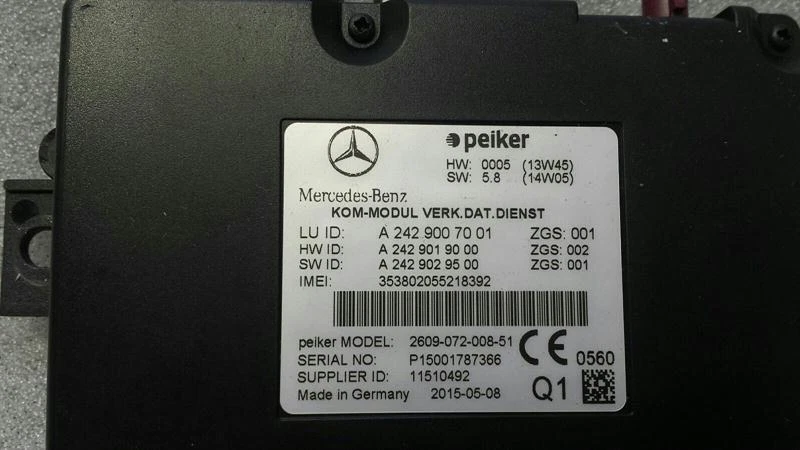 peiker
HW: 0005 (13W45)
SW: 5.8 (14W05)
Mercedes-Benz
KOM-MODUL VERK.DAT.DIENST
LU ID: A 242 900 70 01 ZGS: 001
HW ID: A 242 901 90 00 ZGS: 002
SW ID: A 242 902 95 00 ZGS: 001
IMEI: 353802055218392
peiker MODEL: 2609-072-008-51
SERIAL NO: P15001787366
CE 0560
SUPPLIER ID: 11510492
Made in Germany 2015-05-08 Q1